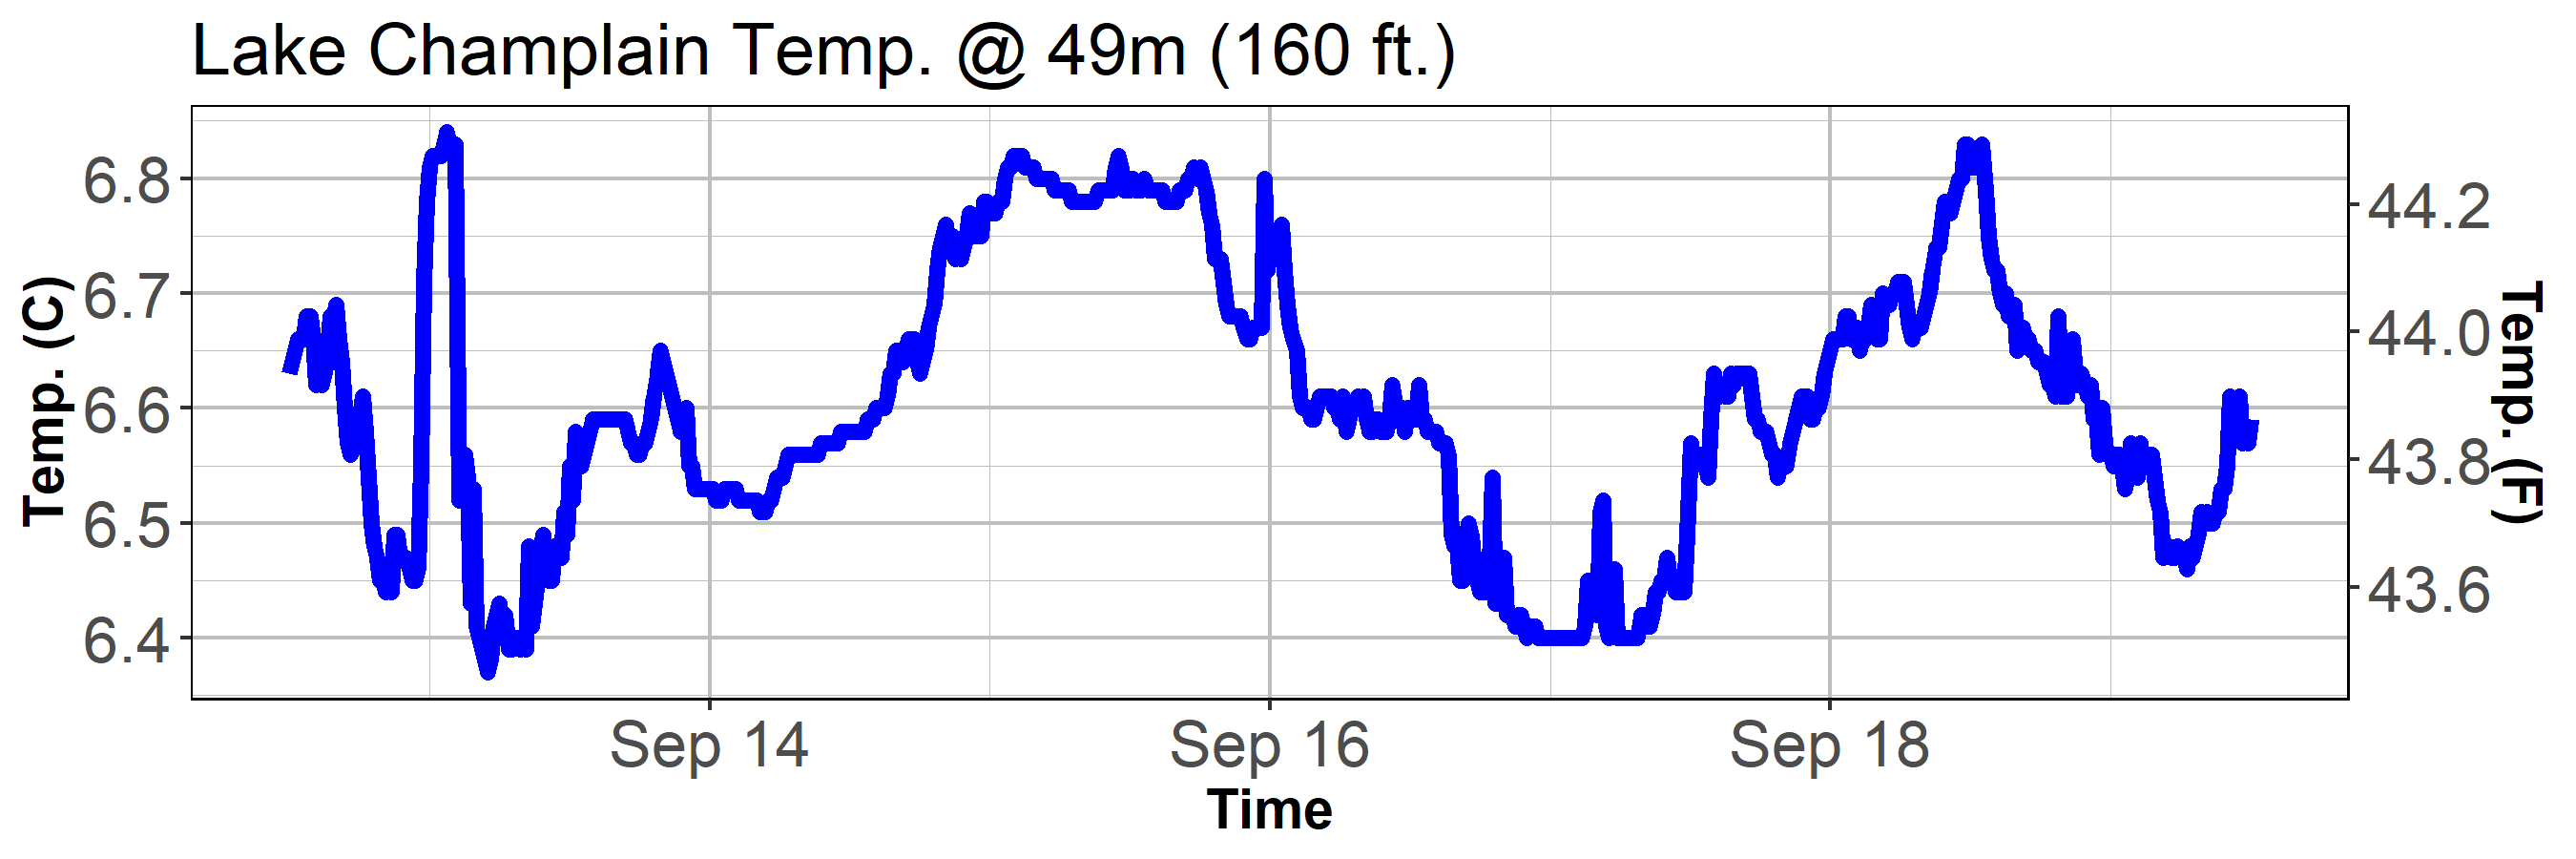 Lake Champlain Temp. @ 49m (160 ft.)
Temp. (C)
6.8
6.7
6.6
6.5
6.4
44.2
44.0
43.8
43.6
Temp. (F)
Sep 14
Sep 16
Sep 18
Time